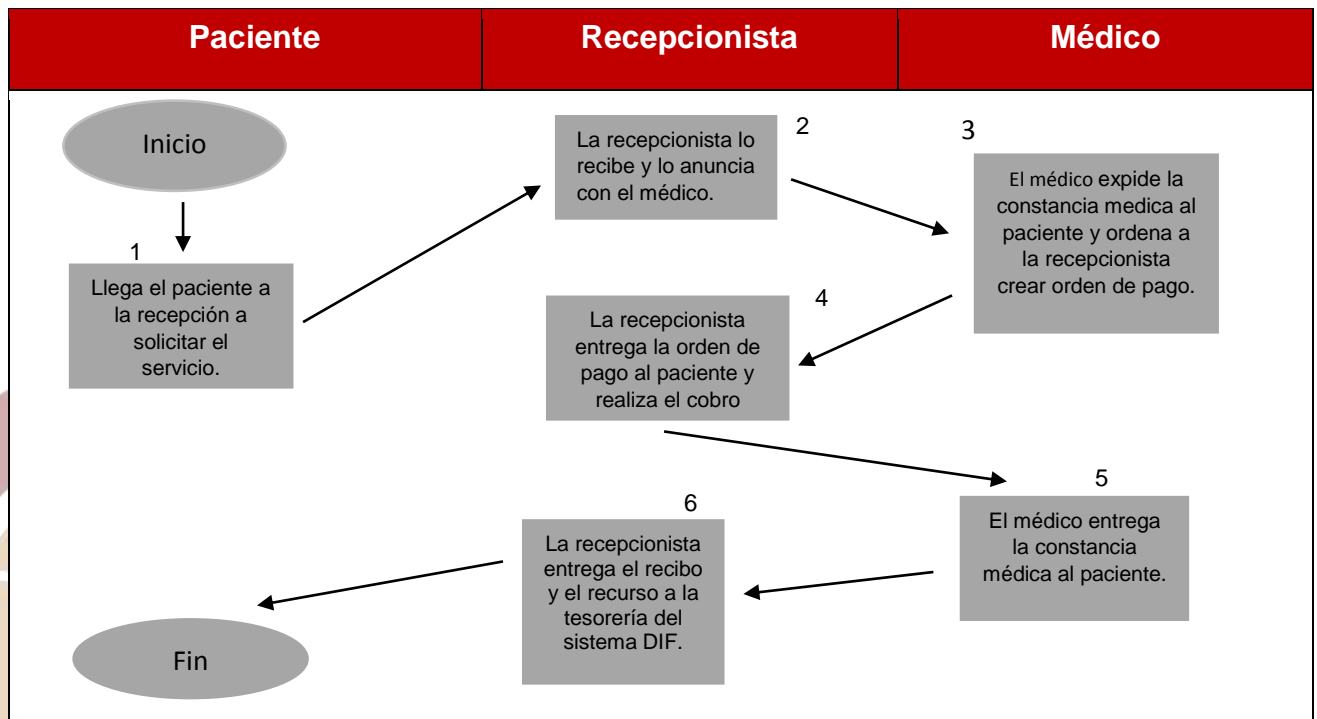 Paciente
Recepcionista
Médico
Inicio
1
Llega el paciente a
la recepción a
solicitar el
servicio.
2
La recepcionista lo
recibe y lo anuncia
con el médico.
3
El médico expide la
constancia medica al
paciente y ordena a
la recepcionista
crear orden de pago.
4
La recepcionista
entrega la orden de
pago al paciente y
realiza el cobro
5
El médico entrega
la constancia
médica al paciente.
6
La recepcionista
entrega el recibo
y el recurso a la
tesorería del
sistema DIF.
Fin